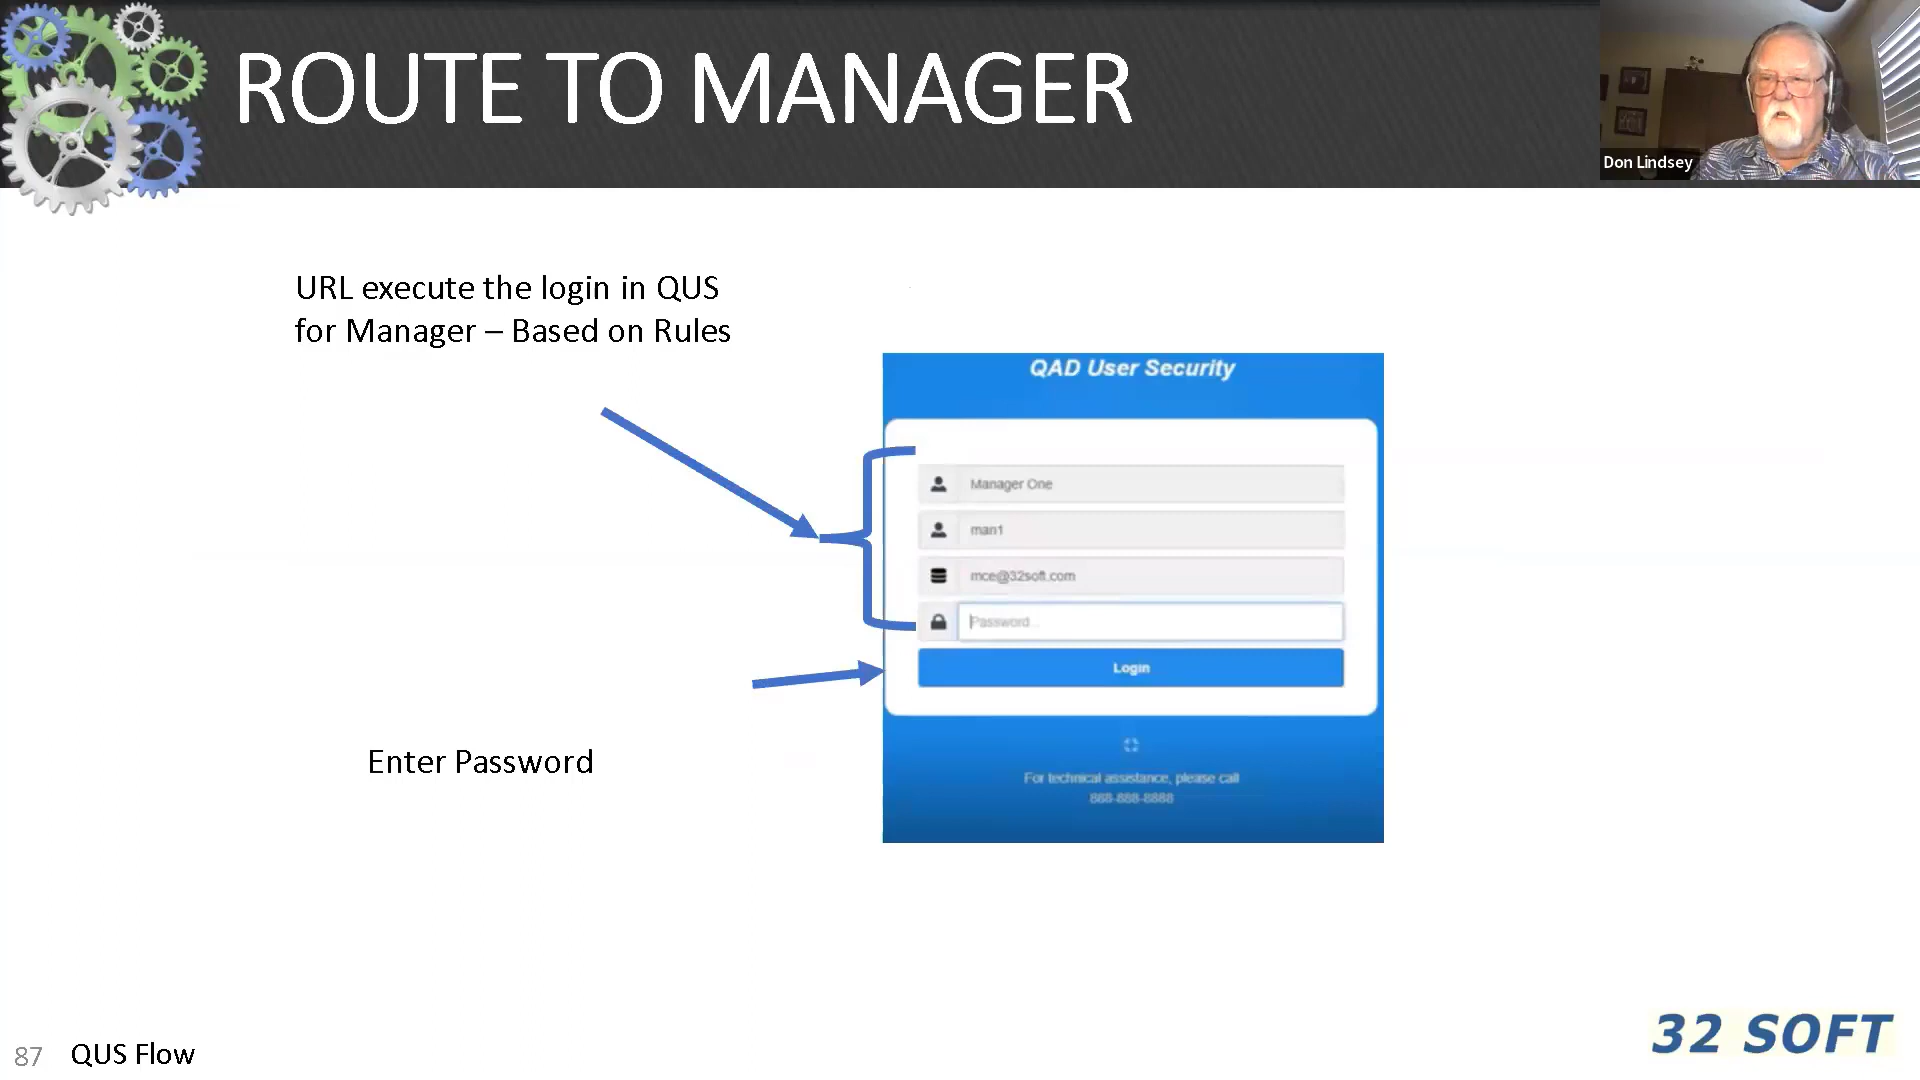 ROUTE TO MANAGER
Don Lindsey
URL execute the login in QUS
for Manager – Based on Rules
QAD User Security
Manager One
man1
mce@32soft.com
Password...
Login
For technical assistance, please call
888-888-8888
Enter Password
87 QUS Flow
32 SOFT